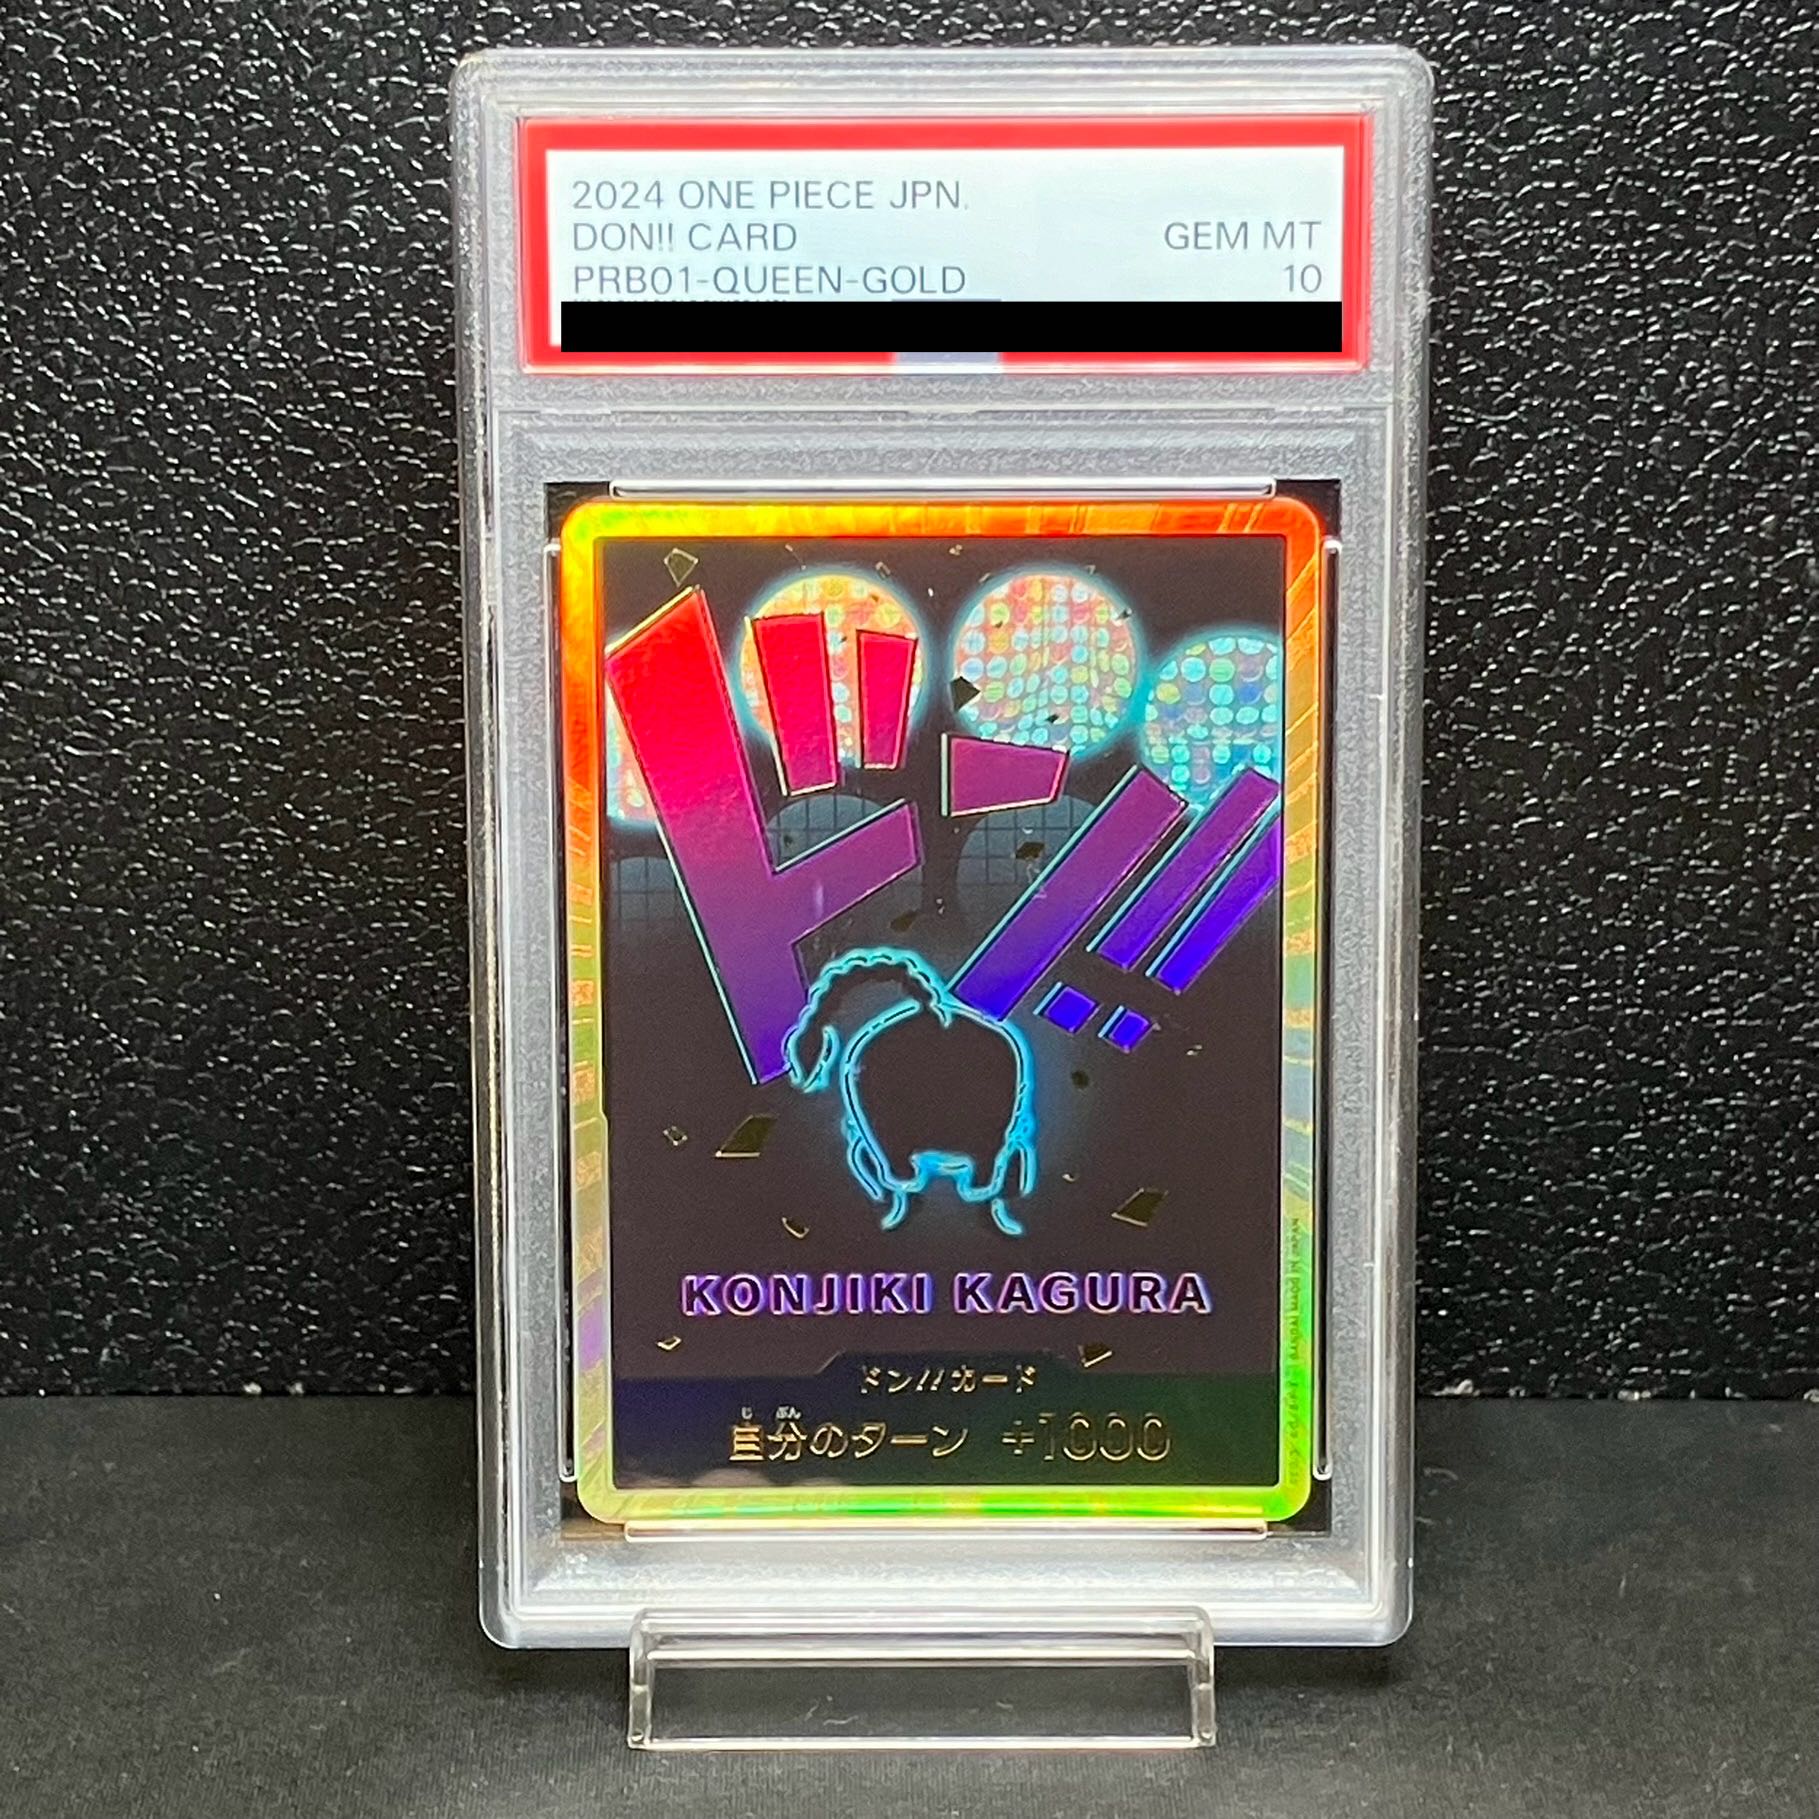 2024 ONE PIECE JPN.
DON!! CARD
GEM MT
PRB01-QUEEN-GOLD
10
ドン!!
KONJIKI KAGURA
ドン!!カード
じぶん
自分のターン +1000